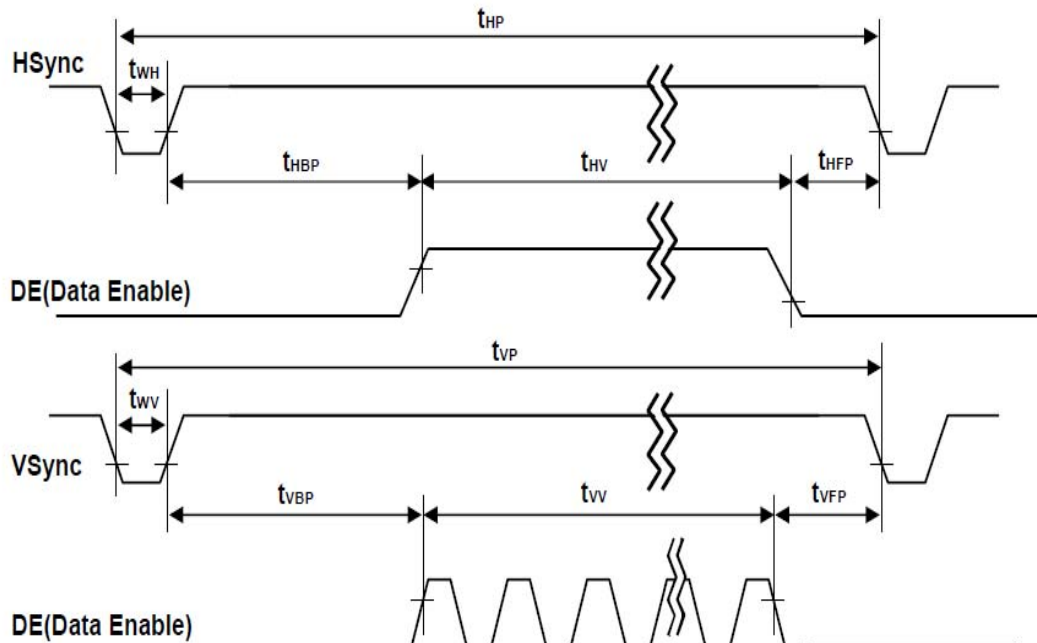 tHP
HSync
tWH
tHBP
tHV
tHFP
DE(Data Enable)
tVP
tWV
VSync
tVBP
tVV
tVFP
DE(Data Enable)